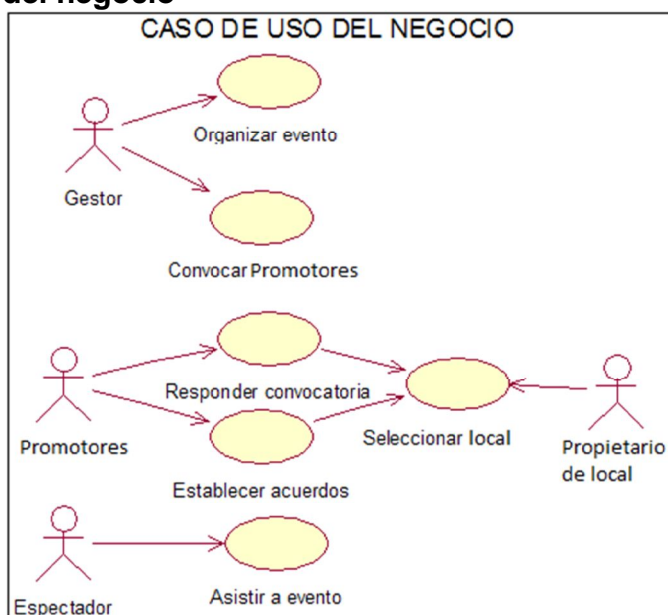 del negocio
CASO DE USO DEL NEGOCIO
Organizar evento
Gestor
Convocar Promotores
Responder convocatoria
Promotores
Seleccionar local
Propietario
de local
Establecer acuerdos
Asistir a evento
Espectador